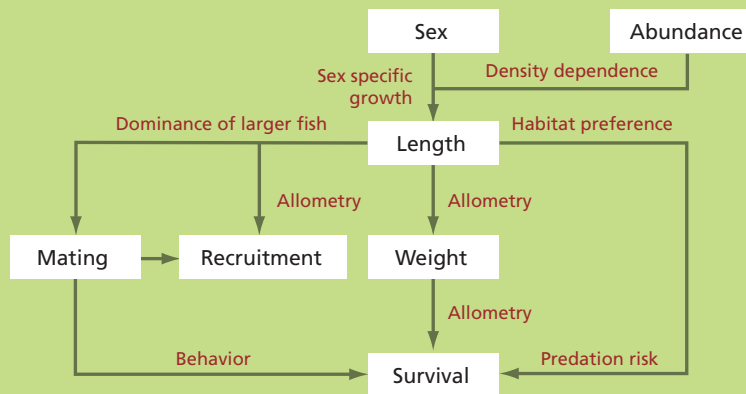 Sex
Abundance
Sex specific
growth
Density dependence
Dominance of larger fish
Length
Habitat preference
Allometry
Allometry
Mating
Recruitment
Weight
Allometry
Behavior
Survival
Predation risk